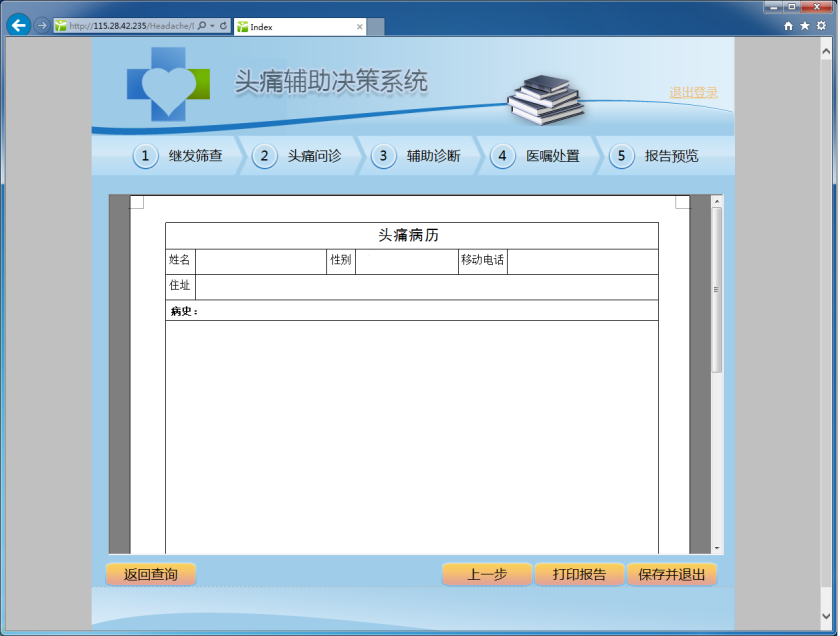 http://115.28.42.235/Headache/I
Index
头痛辅助决策系统
退出登录
1 继发筛查 2 头痛问诊 3 辅助诊断 4 医嘱处置 5 报告预览
头痛病历
姓名 性别 移动电话
住址
病史：
返回查询 上一步 打印报告 保存并退出